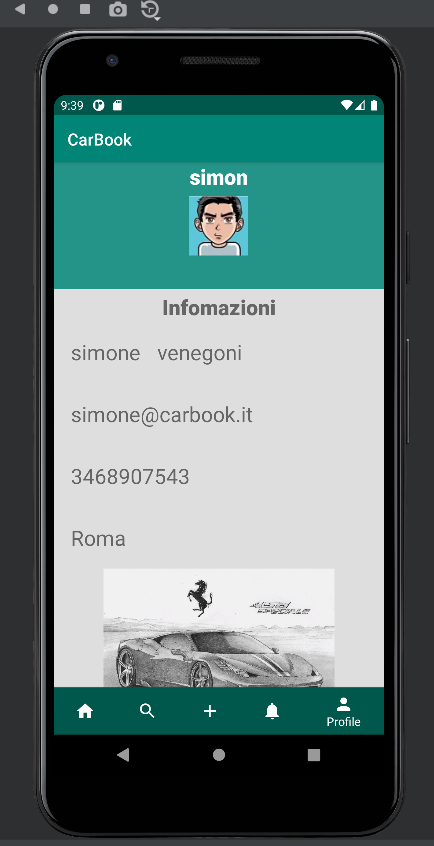 9:39
CarBook
simon
Infomazioni
simone venegoni
simone@carbook.it
3468907543
Roma
Profile